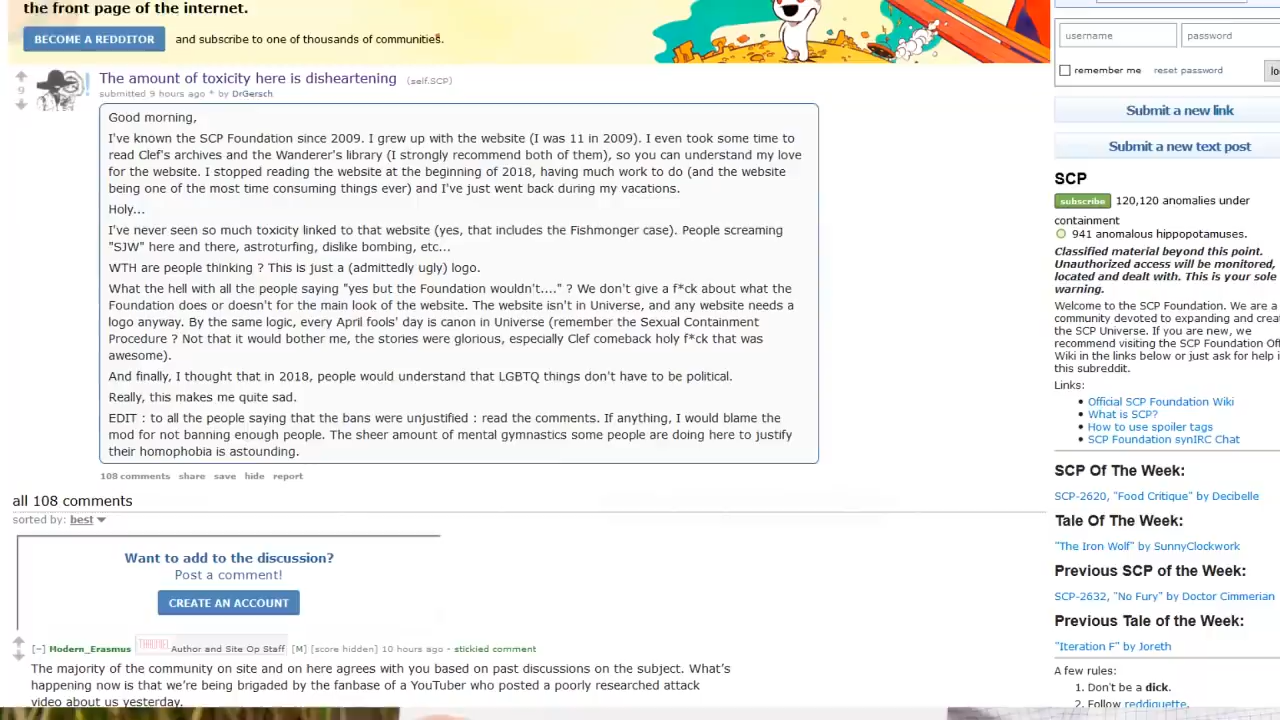 the front page of the internet.
BECOME A REDDITOR and subscribe to one of thousands of communities.
username password
remember me reset password
9
The amount of toxicity here is disheartening (self.SCP)
submitted 9 hours ago * by DrGersch
Good morning,
I've known the SCP Foundation since 2009. I grew up with the website (I was 11 in 2009). I even took some time to
read Clef's archives and the Wanderer's library (I strongly recommend both of them), so you can understand my love
for the website. I stopped reading the website at the beginning of 2018, having much work to do (and the website
being one of the most time consuming things ever) and I've just went back during my vacations.
Holy...
I've never seen so much toxicity linked to that website (yes, that includes the Fishmonger case). People screaming
"SJW" here and there, astroturfing, dislike bombing, etc...
WTH are people thinking ? This is just a (admittedly ugly) logo.
What the hell with all the people saying "yes but the Foundation wouldn't...." ? We don't give a f*ck about what the
Foundation does or doesn't for the main look of the website. The website isn't in Universe, and any website needs a
logo anyway. By the same logic, every April fools' day is canon in Universe (remember the Sexual Containment
Procedure ? Not that it would bother me, the stories were glorious, especially Clef comeback holy f*ck that was
awesome).
And finally, I thought that in 2018, people would understand that LGBTQ things don't have to be political.
Really, this makes me quite sad.
EDIT : to all the people saying that the bans were unjustified : read the comments. If anything, I would blame the
mod for not banning enough people. The sheer amount of mental gymnastics some people are doing here to justify
their homophobia is astounding.
108 comments share save hide report
all 108 comments
sorted by: best
Want to add to the discussion?
Post a comment!
CREATE AN ACCOUNT
[−] Modern_Erasmus Author and Site Op Staff [M] [score hidden] 10 hours ago - stickied comment
The majority of the community on site and on here agrees with you based on past discussions on the subject. What's
happening now is that we're being brigaded by the fanbase of a YouTuber who posted a poorly researched attack
video about us yesterday.
Submit a new link
Submit a new text post
SCP
subscribe 120,120 anomalies under
containment
941 anomalous hippopotamuses.
Classified material beyond this point.
Unauthorized access will be monitored,
located and dealt with. This is your sole
warning.
Welcome to the SCP Foundation. We are a
community devoted to expanding and crea
the SCP Universe. If you are new, we
recommend visiting the SCP Foundation Of
Wiki in the links below or just ask for help i
this subreddit.
Links:
• Official SCP Foundation Wiki
• What is SCP?
• How to use spoiler tags
• SCP Foundation synIRC Chat
SCP Of The Week:
SCP-2620, "Food Critique" by Decibelle
Tale Of The Week:
"The Iron Wolf" by SunnyClockwork
Previous SCP of the Week:
SCP-2632, "No Fury" by Doctor Cimmerian
Previous Tale of the Week:
"Iteration F" by Joreth
A few rules:
1. Don't be a dick.
2. Follow reddiquette.